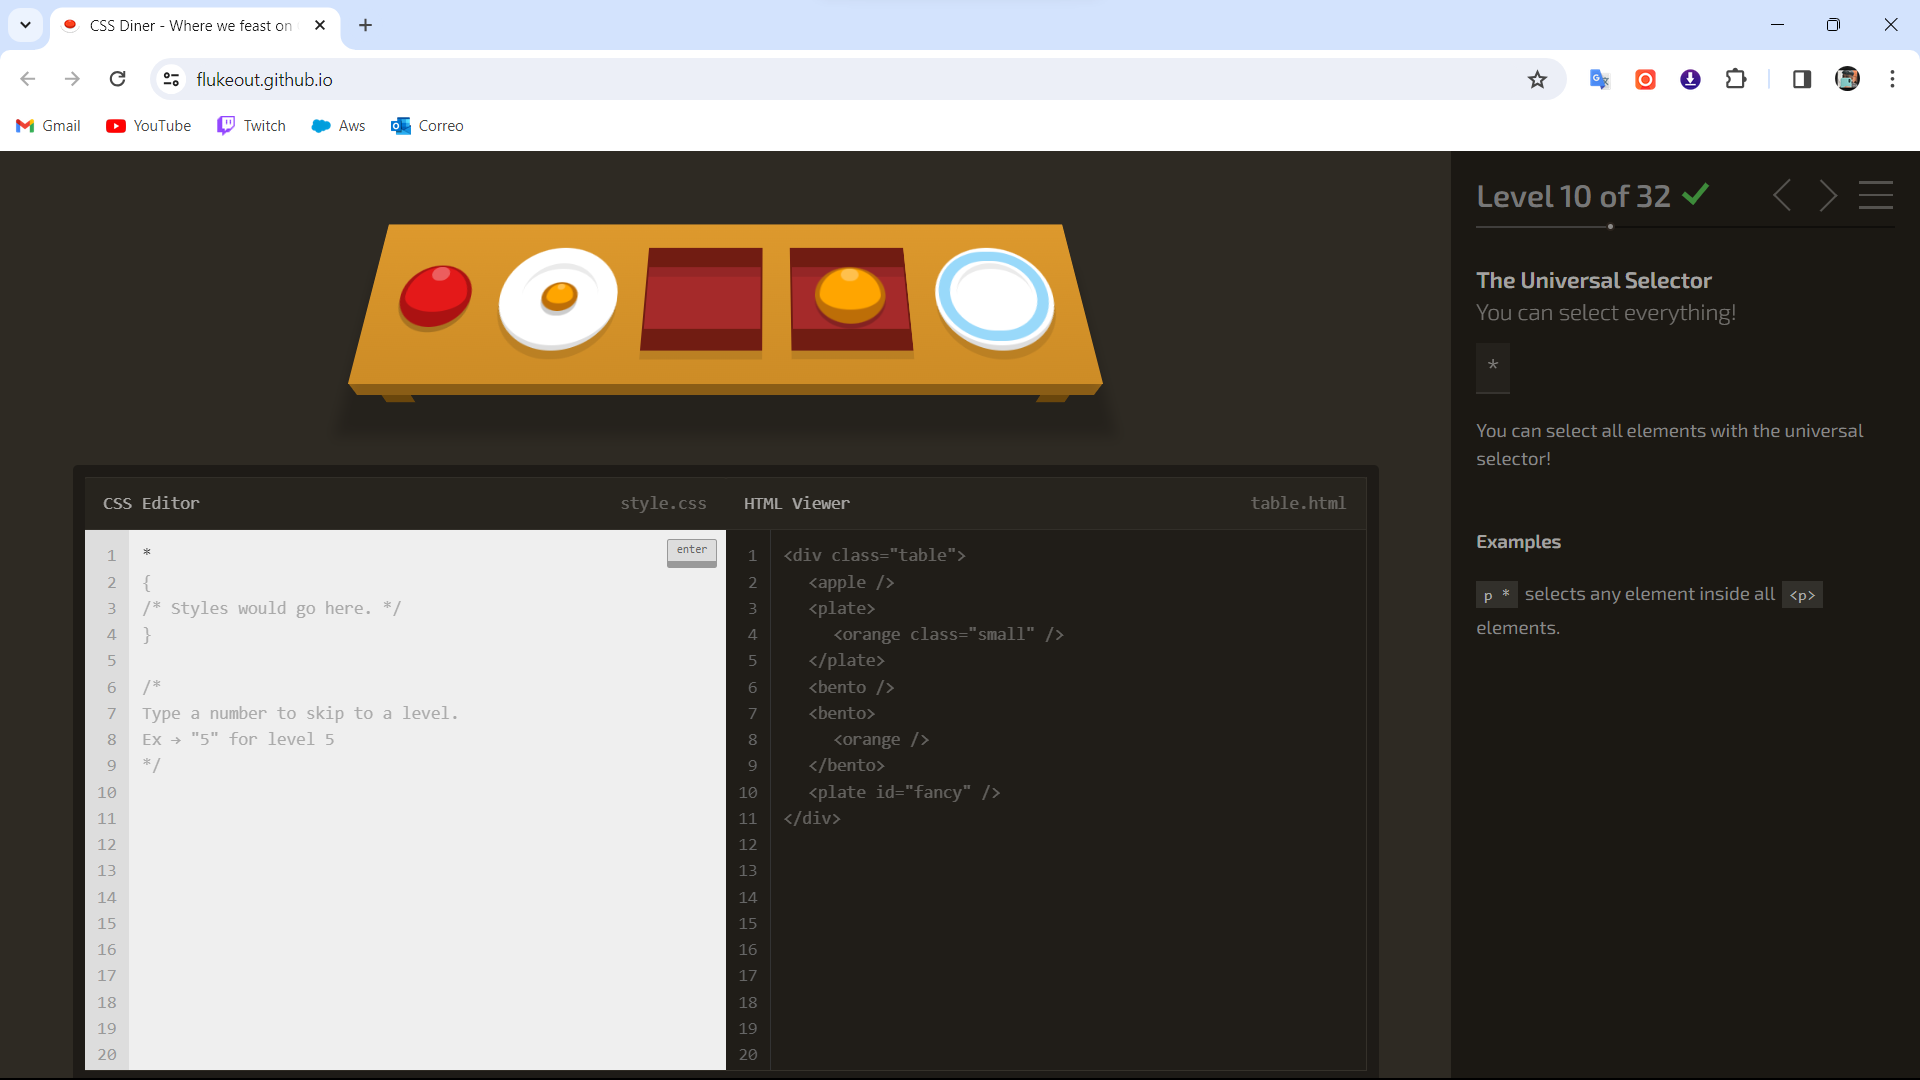 CSS Diner - Where we feast on
flukeout.github.io
Gmail YouTube Twitch Aws Correo
Level 10 of 32
The Universal Selector
You can select everything!
*
You can select all elements with the universal
selector!
Examples
p * selects any element inside all <p>
elements.
CSS Editor style.css
enter
1 *
2 {
3 /* Styles would go here. */
4 }
5
6 /*
7 Type a number to skip to a level.
8 Ex → "5" for level 5
9 */
10
11
12
13
14
15
16
17
18
19
20
HTML Viewer table.html
1 <div class="table">
2 <apple />
3 <plate>
4 <orange class="small" />
5 </plate>
6 <bento />
7 <bento>
8 <orange />
9 </bento>
10 <plate id="fancy" />
11 </div>
12
13
14
15
16
17
18
19
20